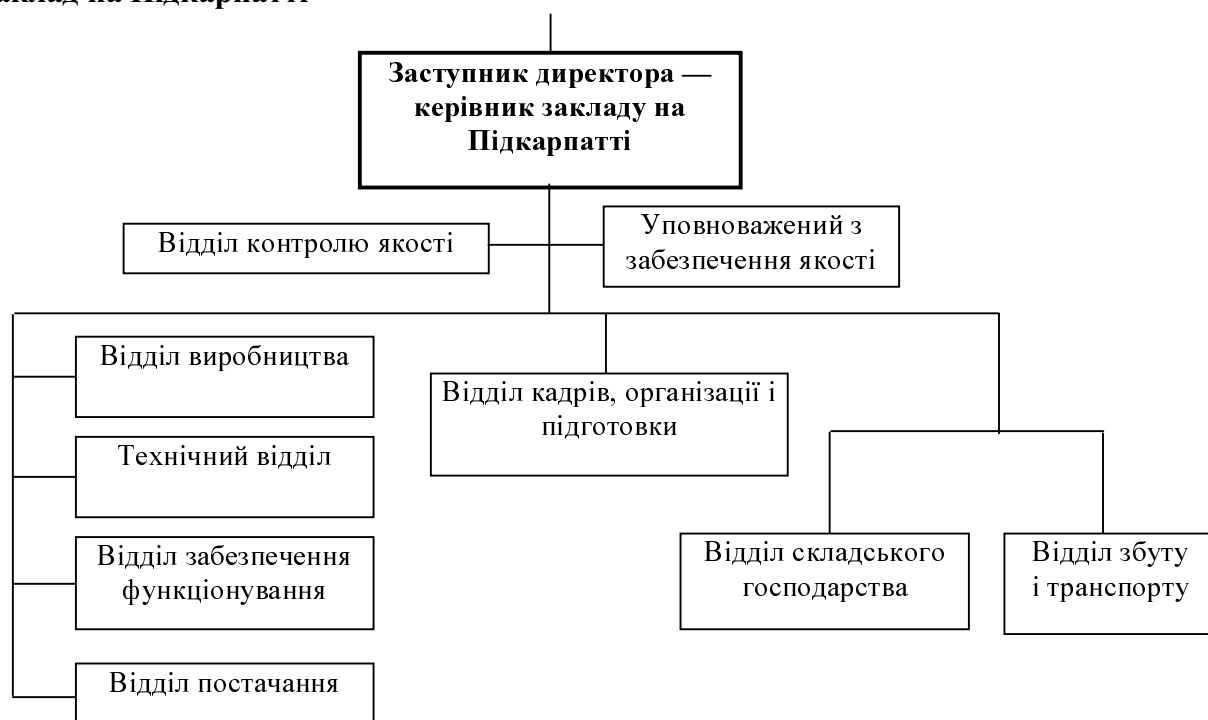 заклад на Підкарпатті
Заступник директора —
керівник закладу на
Підкарпатті
Відділ контролю якості
Уповноважений з
забезпечення якості
Відділ виробництва
Відділ кадрів, організації і
підготовки
Технічний відділ
Відділ забезпечення
функціонування
Відділ складського
господарства
Відділ збуту
і транспорту
Відділ постачання